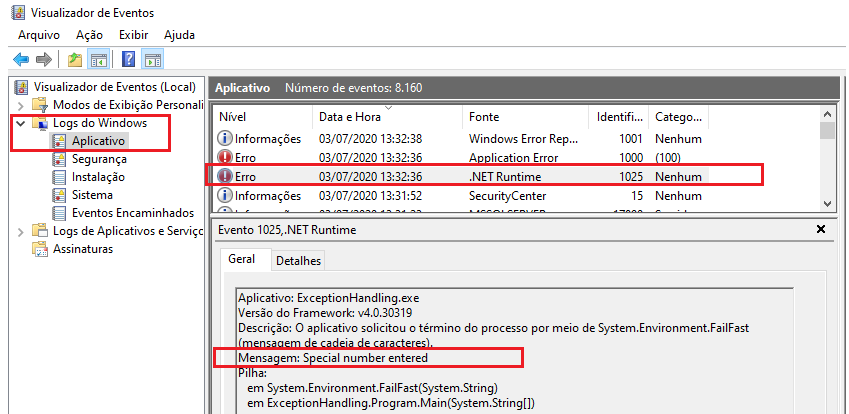 Visualizador de Eventos
Arquivo Ação Exibir Ajuda
Visualizador de Eventos (Local)
Modos de Exibição Personali
Logs do Windows
Aplicativo
Segurança
Instalação
Sistema
Eventos Encaminhados
Logs de Aplicativos e Serviço
Assinaturas
Aplicativo Número de eventos: 8.160
Nível Data e Hora Fonte Identifi... Catego...
Informações 03/07/2020 13:32:38 Windows Error Rep... 1001 Nenhum
Erro 03/07/2020 13:32:36 Application Error 1000 (100)
Erro 03/07/2020 13:32:36 .NET Runtime 1025 Nenhum
Informações 03/07/2020 13:31:52 SecurityCenter 15 Nenhum
Evento 1025,.NET Runtime
Geral Detalhes
Aplicativo: ExceptionHandling.exe
Versão do Framework: v4.0.30319
Descrição: O aplicativo solicitou o término do processo por meio de System.Environment.FailFast
(mensagem de cadeia de caracteres).
Mensagem: Special number entered
Pilha:
em System.Environment.FailFast(System.String)
em ExceptionHandling.Program.Main(System.String[])